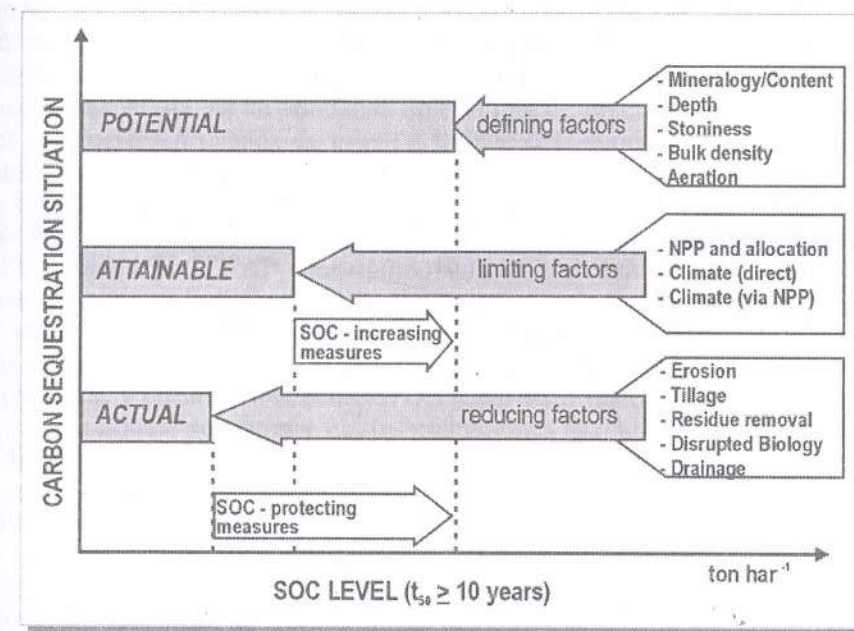 CARBON SEQUESTRATION SITUATION
POTENTIAL
defining factors
- Mineralogy/Content
- Depth
- Stoniness
- Bulk density
- Aeration
ATTAINABLE
limiting factors
- NPP and allocation
- Climate (direct)
- Climate (via NPP)
SOC - increasing
measures
ACTUAL
reducing factors
- Erosion
- Tillage
- Residue removal
- Disrupted Biology
- Drainage
SOC - protecting
measures
ton har⁻¹
SOC LEVEL (t₅₀ ≥ 10 years)